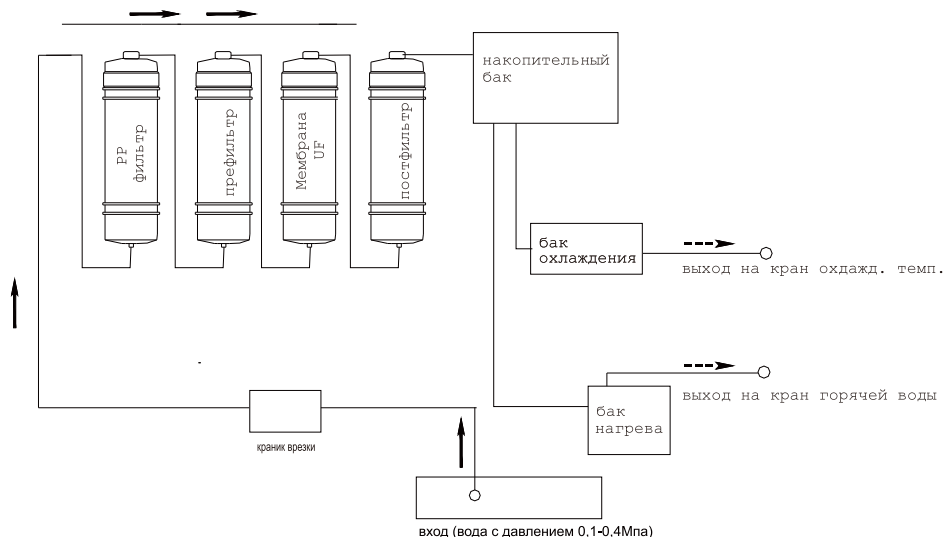 PP
фильтр
префильтр
Мембрана
UF
постфильтр
накопительный
бак
бак
охлаждения
выход на кран охдажд. темп.
выход на кран горячей воды
бак
нагрева
краник врезки
вход (вода с давлением 0,1-0,4Мпа)